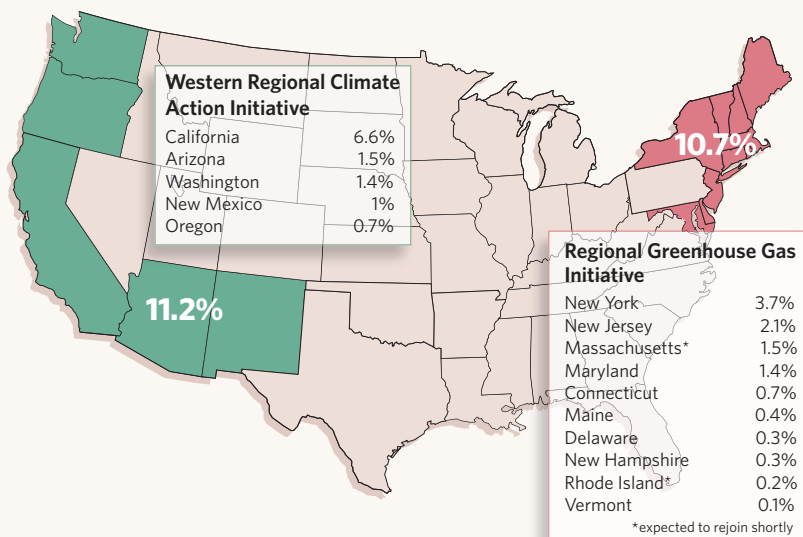 Western Regional Climate
Action Initiative
California 6.6%
Arizona 1.5%
Washington 1.4%
New Mexico 1%
Oregon 0.7%
11.2%
10.7%
Regional Greenhouse Gas
Initiative
New York 3.7%
New Jersey 2.1%
Massachusetts* 1.5%
Maryland 1.4%
Connecticut 0.7%
Maine 0.4%
Delaware 0.3%
New Hampshire 0.3%
Rhode Island* 0.2%
Vermont 0.1%
*expected to rejoin shortly